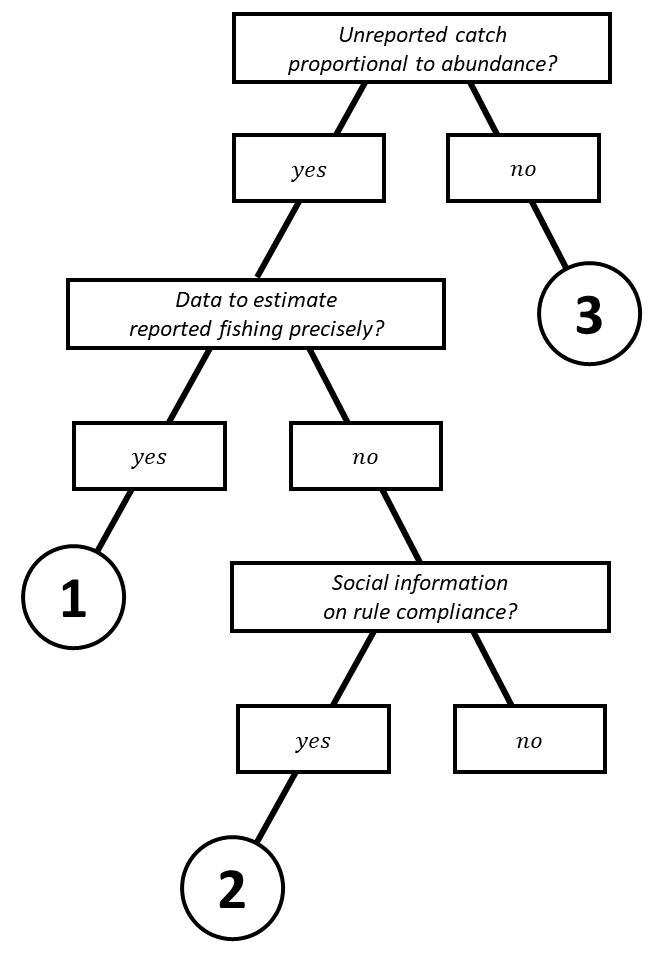 Unreported catch
proportional to abundance?
yes
no
3
Data to estimate
reported fishing precisely?
yes
no
1
Social information
on rule compliance?
yes
no
2